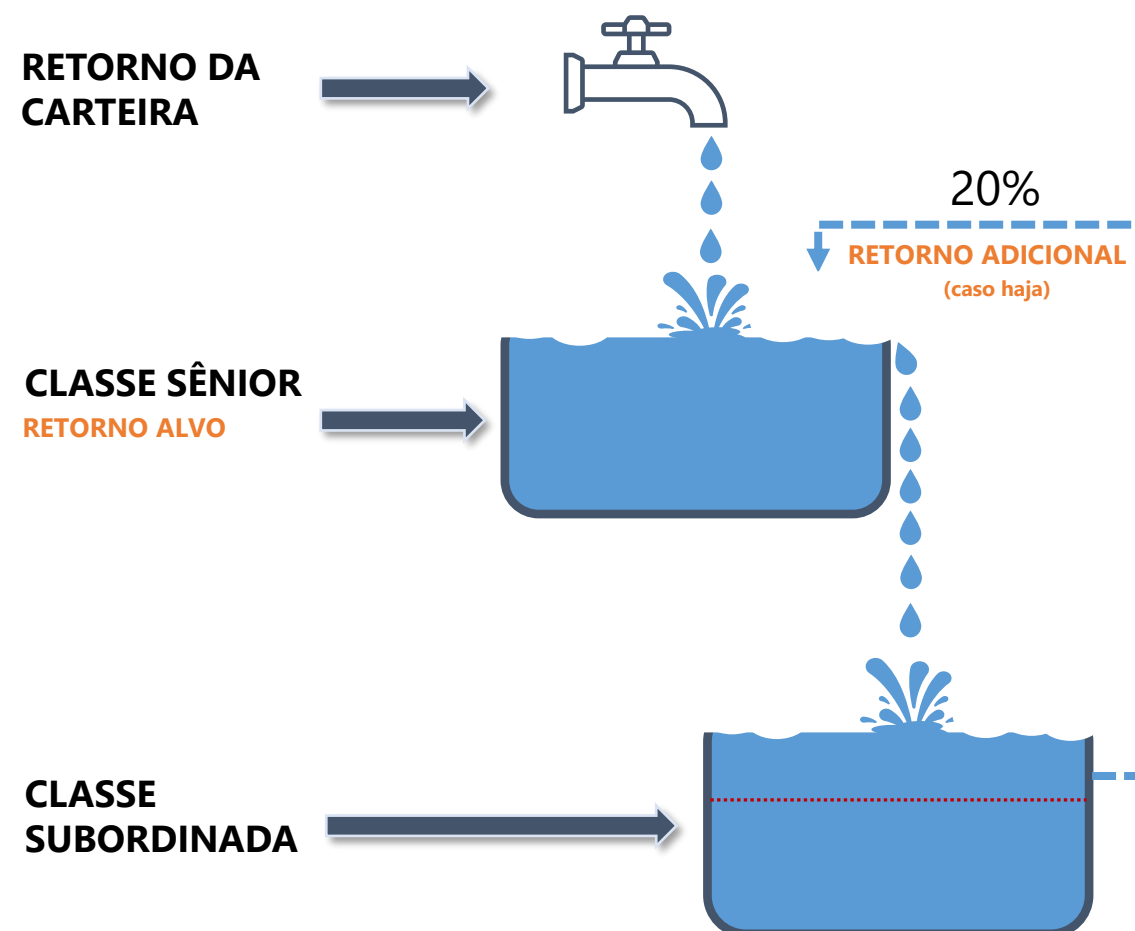 RETORNO DA
CARTEIRA
20%
RETORNO ADICIONAL
(caso haja)
CLASSE SÊNIOR
RETORNO ALVO
CLASSE
SUBORDINADA